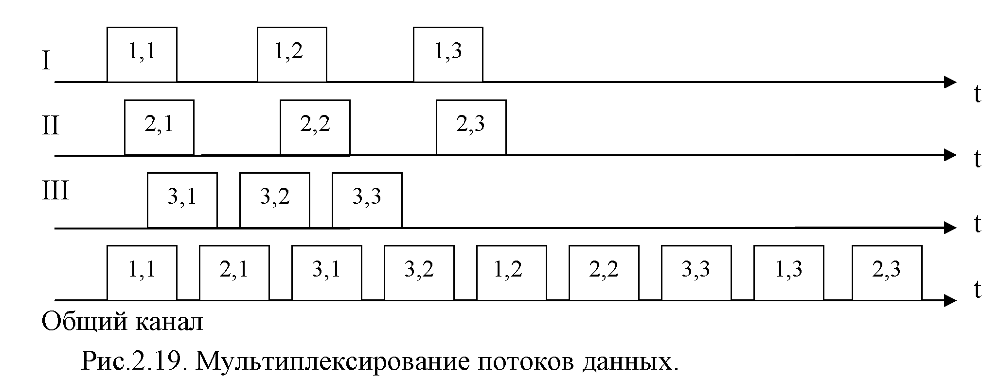 1,1 1,2 1,3
I
t
2,1 2,2 2,3
II
t
3,1 3,2 3,3
III
t
1,1 2,1 3,1 3,2 1,2 2,2 3,3 1,3 2,3
t
Общий канал
Рис.2.19. Мультиплексирование потоков данных.